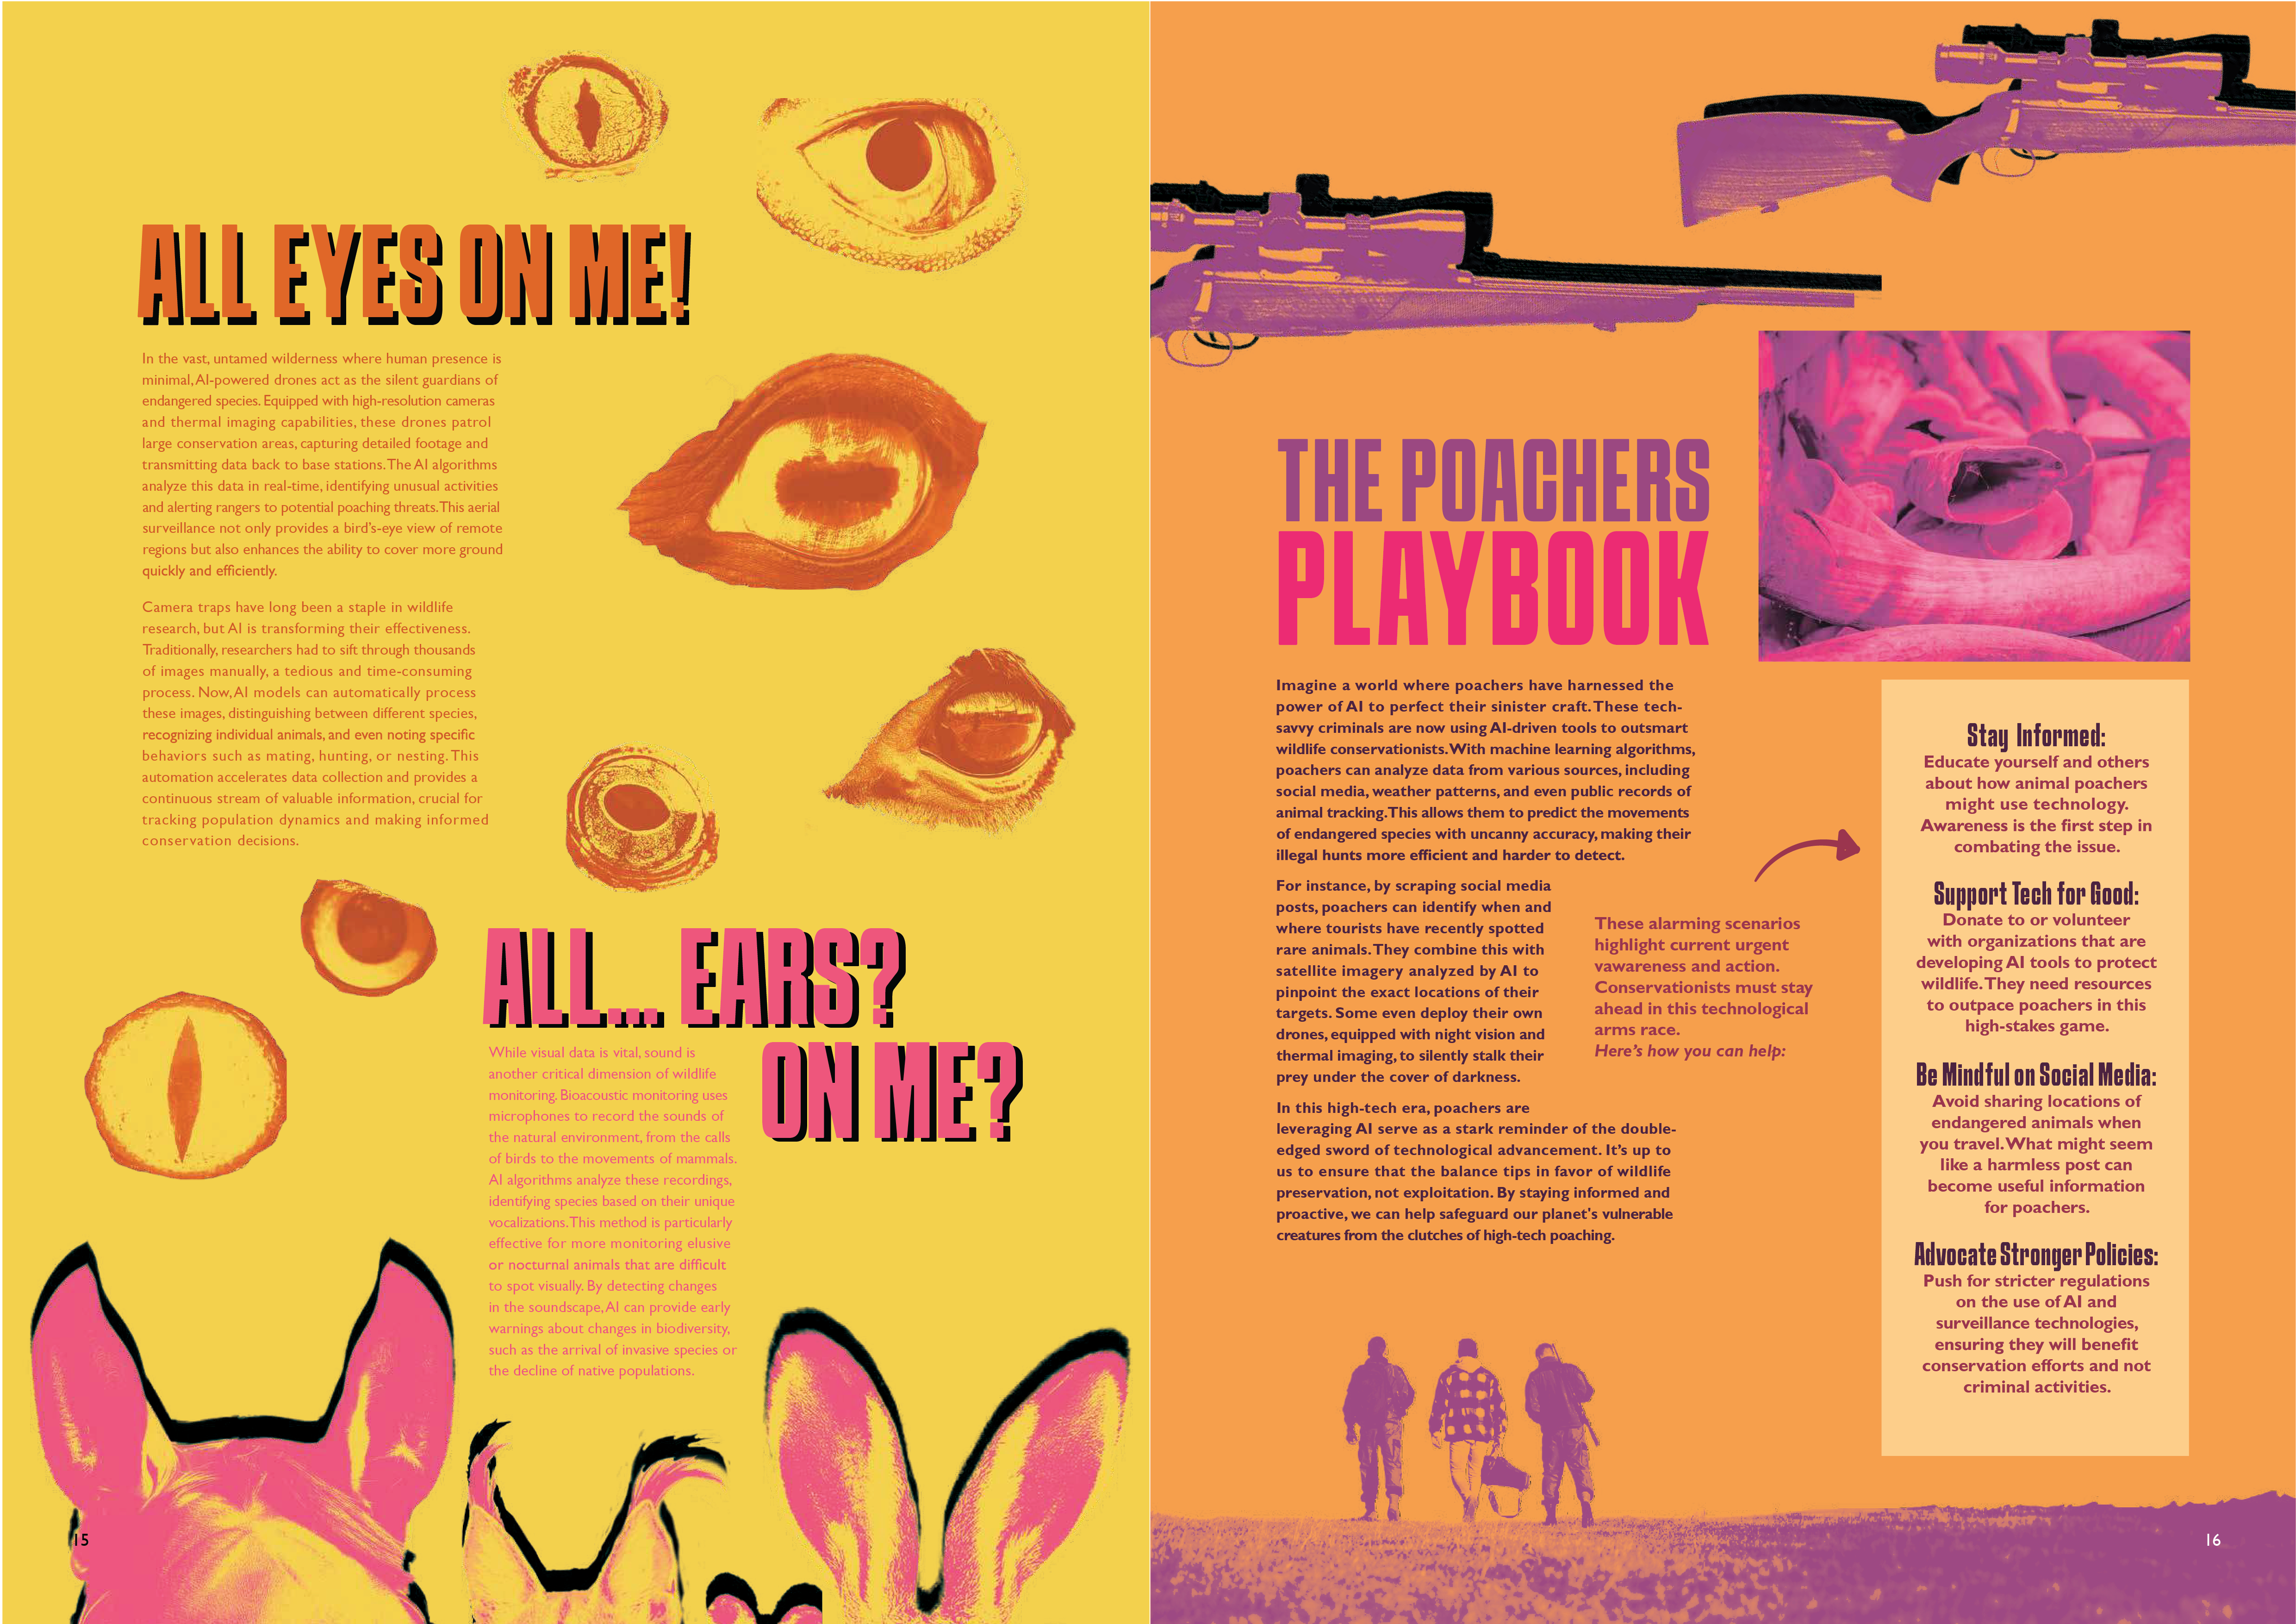 ALL EYES ON ME!
In the vast, untamed wilderness where human presence is
minimal, AI-powered drones act as the silent guardians of
endangered species. Equipped with high-resolution cameras
and thermal imaging capabilities, these drones patrol
large conservation areas, capturing detailed footage and
transmitting data back to base stations. The AI algorithms
analyze this data in real-time, identifying unusual activities
and alerting rangers to potential poaching threats. This aerial
surveillance not only provides a bird's-eye view of remote
regions but also enhances the ability to cover more ground
quickly and efficiently.
Camera traps have long been a staple in wildlife
research, but AI is transforming their effectiveness.
Traditionally, researchers had to sift through thousands
of images manually, a tedious and time-consuming
process. Now, AI models can automatically process
these images, distinguishing between different species,
recognizing individual animals, and even noting specific
behaviors such as mating, hunting, or nesting. This
automation accelerates data collection and provides a
continuous stream of valuable information, crucial for
tracking population dynamics and making informed
conservation decisions.
ALL... EARS?
ON ME?
While visual data is vital, sound is
another critical dimension of wildlife
monitoring. Bioacoustic monitoring uses
microphones to record the sounds of
the natural environment, from the calls
of birds to the movements of mammals.
AI algorithms analyze these recordings,
identifying species based on their unique
vocalizations. This method is particularly
effective for more monitoring elusive
or nocturnal animals that are difficult
to spot visually. By detecting changes
in the soundscape, AI can provide early
warnings about changes in biodiversity,
such as the arrival of invasive species or
the decline of native populations.
15
THE POACHERS
PLAYBOOK
Imagine a world where poachers have harnessed the
power of AI to perfect their sinister craft. These tech-
savvy criminals are now using AI-driven tools to outsmart
wildlife conservationists. With machine learning algorithms,
poachers can analyze data from various sources, including
social media, weather patterns, and even public records of
animal tracking. This allows them to predict the movements
of endangered species with uncanny accuracy, making their
illegal hunts more efficient and harder to detect.
For instance, by scraping social media
posts, poachers can identify when and
where tourists have recently spotted
rare animals. They combine this with
satellite imagery analyzed by AI to
pinpoint the exact locations of their
targets. Some even deploy their own
drones, equipped with night vision and
thermal imaging, to silently stalk their
prey under the cover of darkness.
In this high-tech era, poachers are
leveraging AI serve as a stark reminder of the double-
edged sword of technological advancement. It's up to
us to ensure that the balance tips in favor of wildlife
preservation, not exploitation. By staying informed and
proactive, we can help safeguard our planet's vulnerable
creatures from the clutches of high-tech poaching.
These alarming scenarios
highlight current urgent
vawareness and action.
Conservationists must stay
ahead in this technological
arms race.
Here's how you can help:
Stay Informed:
Educate yourself and others
about how animal poachers
might use technology.
Awareness is the first step in
combating the issue.
Support Tech for Good:
Donate to or volunteer
with organizations that are
developing AI tools to protect
wildlife. They need resources
to outpace poachers in this
high-stakes game.
Be Mindful on Social Media:
Avoid sharing locations of
endangered animals when
you travel. What might seem
like a harmless post can
become useful information
for poachers.
Advocate Stronger Policies:
Push for stricter regulations
on the use of AI and
surveillance technologies,
ensuring they will benefit
conservation efforts and not
criminal activities.
16